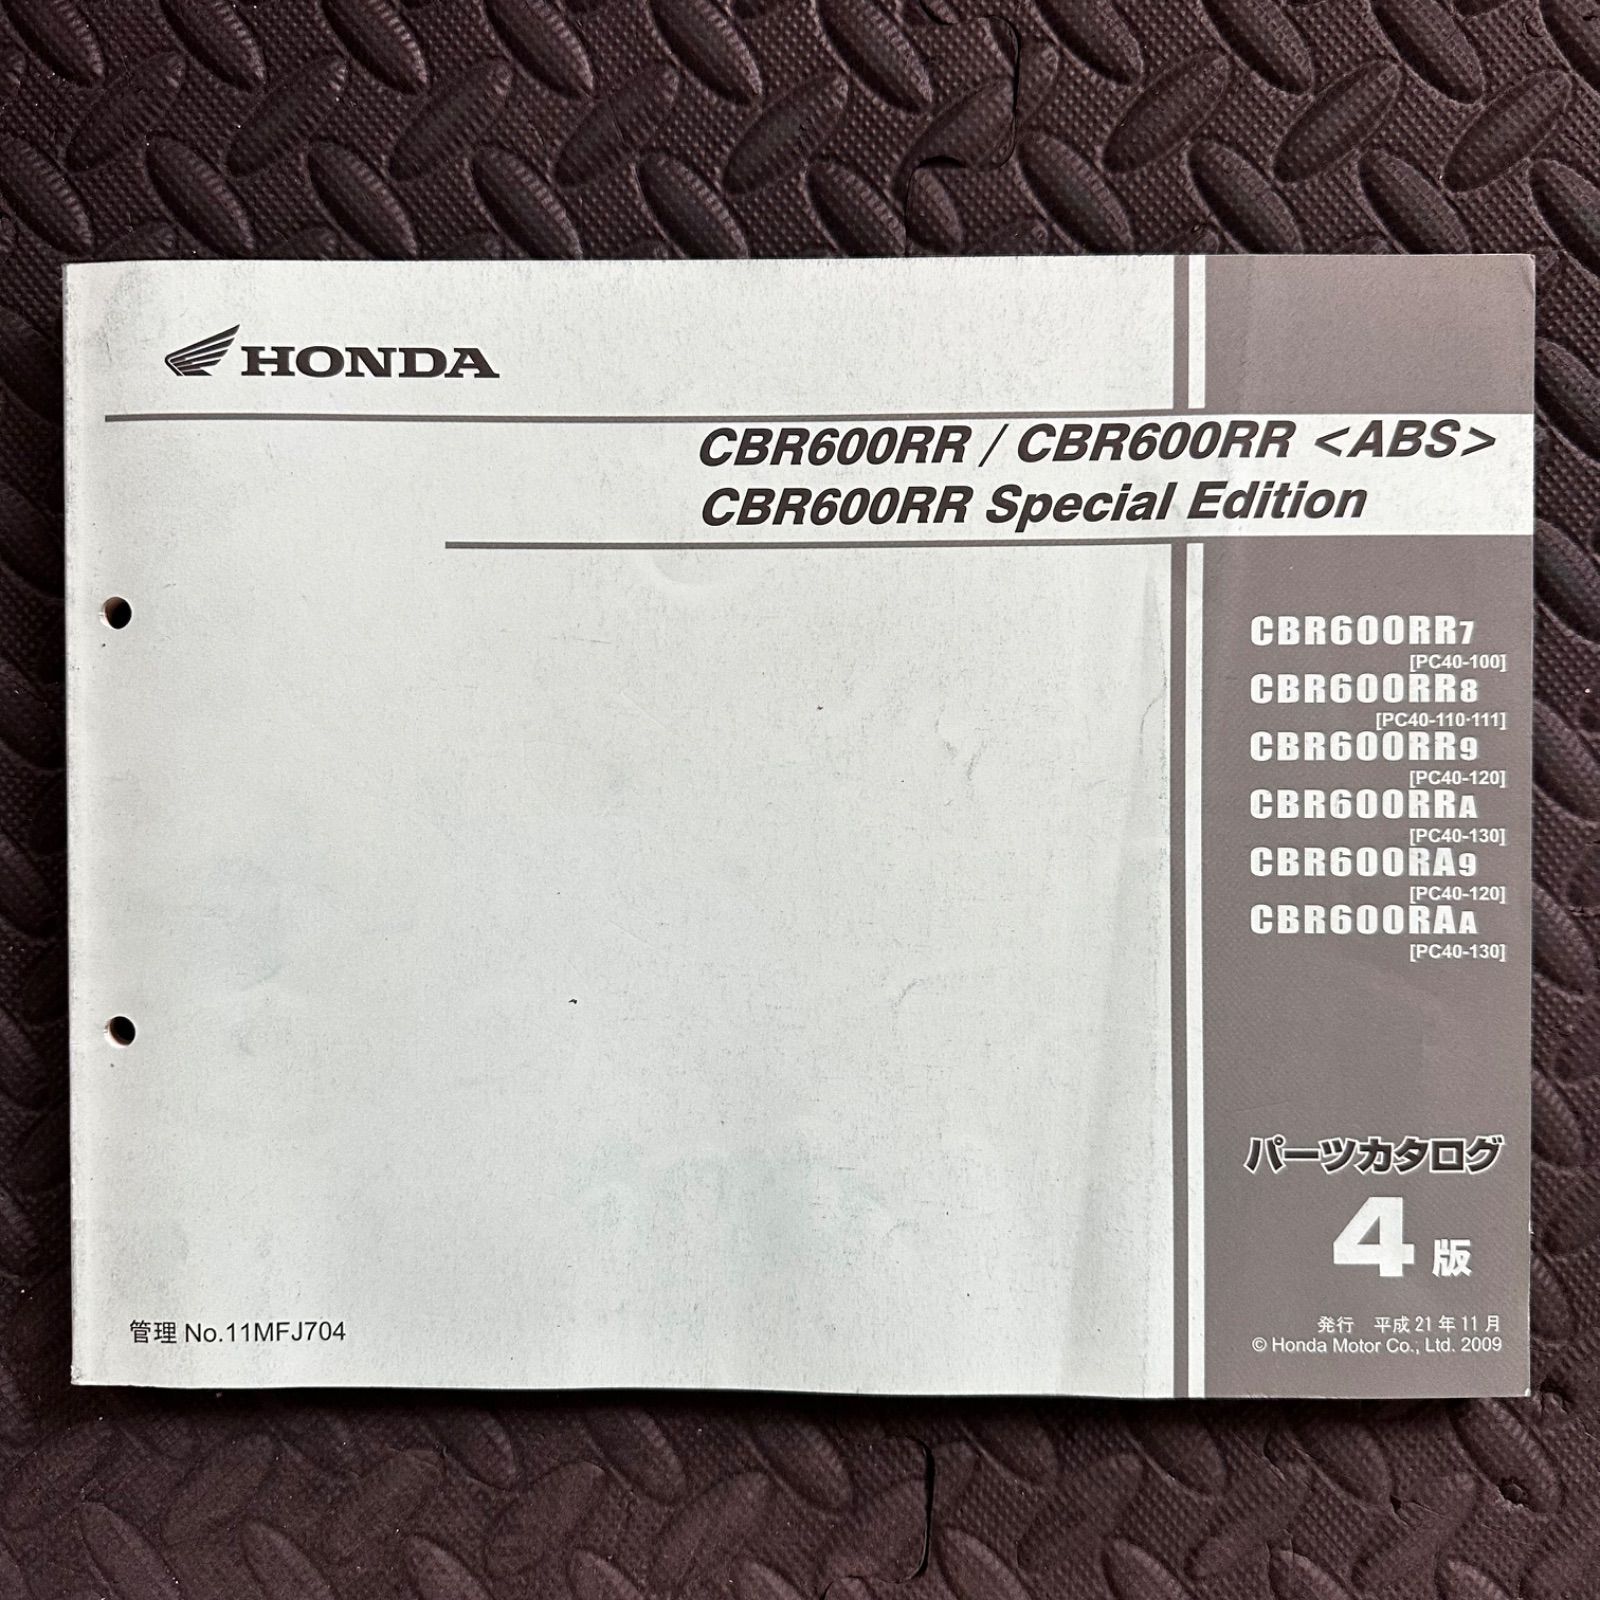 HONDA
CBR600RR / CBR600RR <ABS>
CBR600RR Special Edition
CBR600RR7
[PC40-100]
CBR600RR8
[PC40-110·111]
CBR600RR9
[PC40-120]
CBR600RRA
[PC40-130]
CBR600RA9
[PC40-120]
CBR600RAA
[PC40-130]
パーツカタログ
4 版
管理 No.11MFJ704
発行 平成 21 年 11 月
© Honda Motor Co., Ltd. 2009